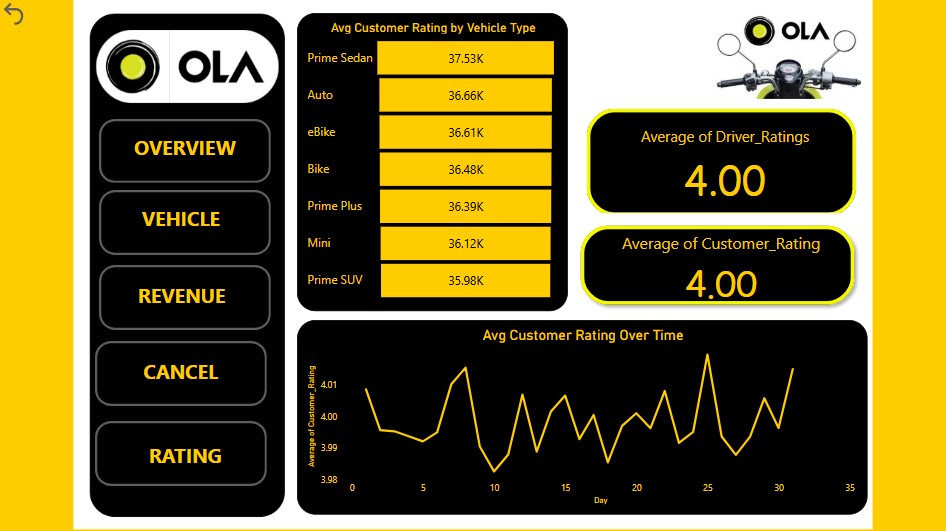 OLA
OVERVIEW
VEHICLE
REVENUE
CANCEL
RATING
Avg Customer Rating by Vehicle Type
Prime Sedan 37.53K
Auto 36.66K
eBike 36.61K
Bike 36.48K
Prime Plus 36.39K
Mini 36.12K
Prime SUV 35.98K
OLA
Average of Driver_Ratings
4.00
Average of Customer_Rating
4.00
Avg Customer Rating Over Time
Average of Customer_Rating
4.01
4.00
3.99
3.98
0 5 10 15 20 25 30 35
Day